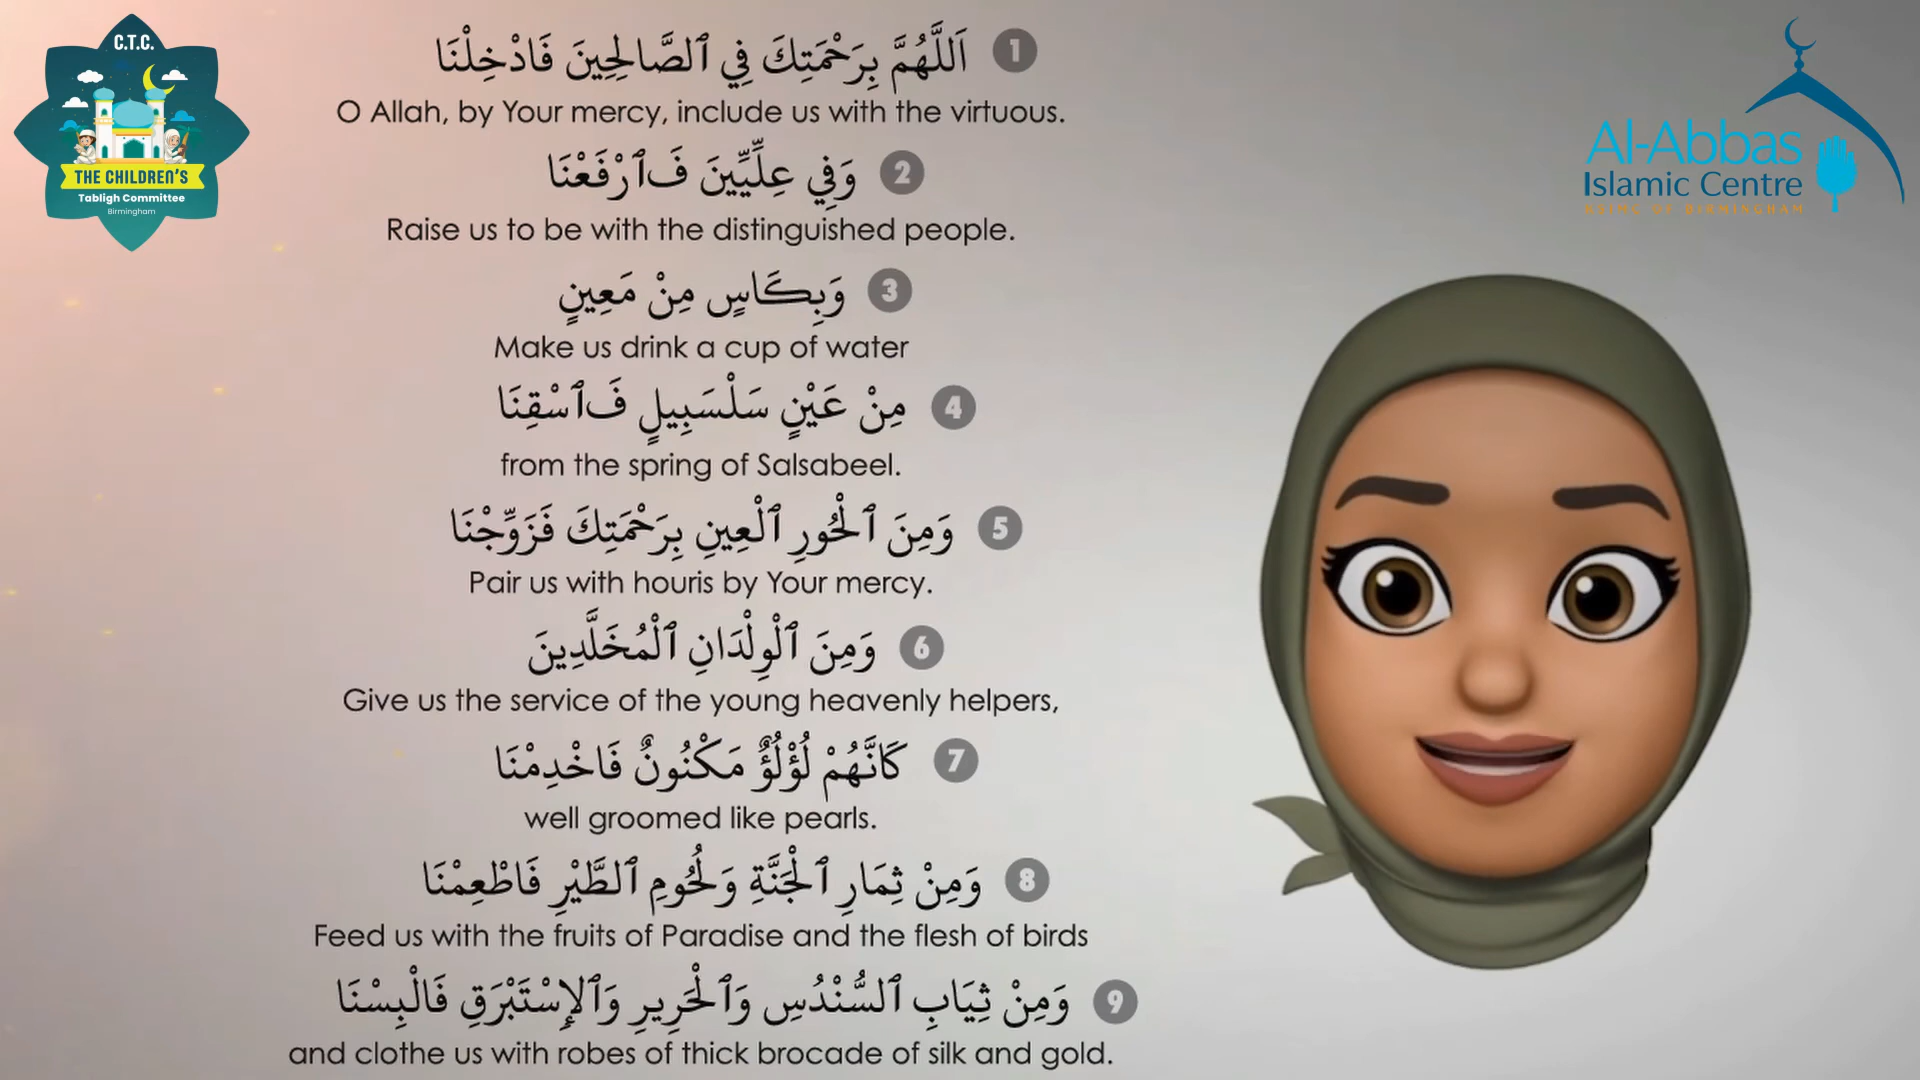 C.T.C.
THE CHILDREN'S
Tabligh Committee
Birmingham
Al-Abbas
Islamic Centre
1 اَللَّهُمَّ بِرَحْمَتِكَ فِي ٱلصَّالِحِينَ فَادْخِلْنَا
O Allah, by Your mercy, include us with the virtuous.
2 وَفِي عِلِّيِّينَ فَٱرْفَعْنَا
Raise us to be with the distinguished people.
3 وَبِكَاسٍ مِنْ مَعِينٍ
Make us drink a cup of water
4 مِنْ عَيْنٍ سَلْسَبِيلٍ فَٱسْقِنَا
from the spring of Salsabeel.
5 وَمِنَ ٱلْحُورِ ٱلْعِينِ بِرَحْمَتِكَ فَزَوِّجْنَا
Pair us with houris by Your mercy.
6 وَمِنَ ٱلْوِلْدَانِ ٱلْمُخَلَّدِينَ
Give us the service of the young heavenly helpers,
7 كَانَّهُمْ لُؤْلُؤٌ مَكْنُونٌ فَاخْدِمْنَا
well groomed like pearls.
8 وَمِنْ ثِمَارِ ٱلْجَنَّةِ وَلُحُومِ ٱلطَّيْرِ فَاطْعِمْنَا
Feed us with the fruits of Paradise and the flesh of birds
9 وَمِنْ ثِيَابِ ٱلسُّنْدُسِ وَٱلْحَرِيرِ وَٱلإِسْتَبْرَقِ فَالْبِسْنَا
and clothe us with robes of thick brocade of silk and gold.